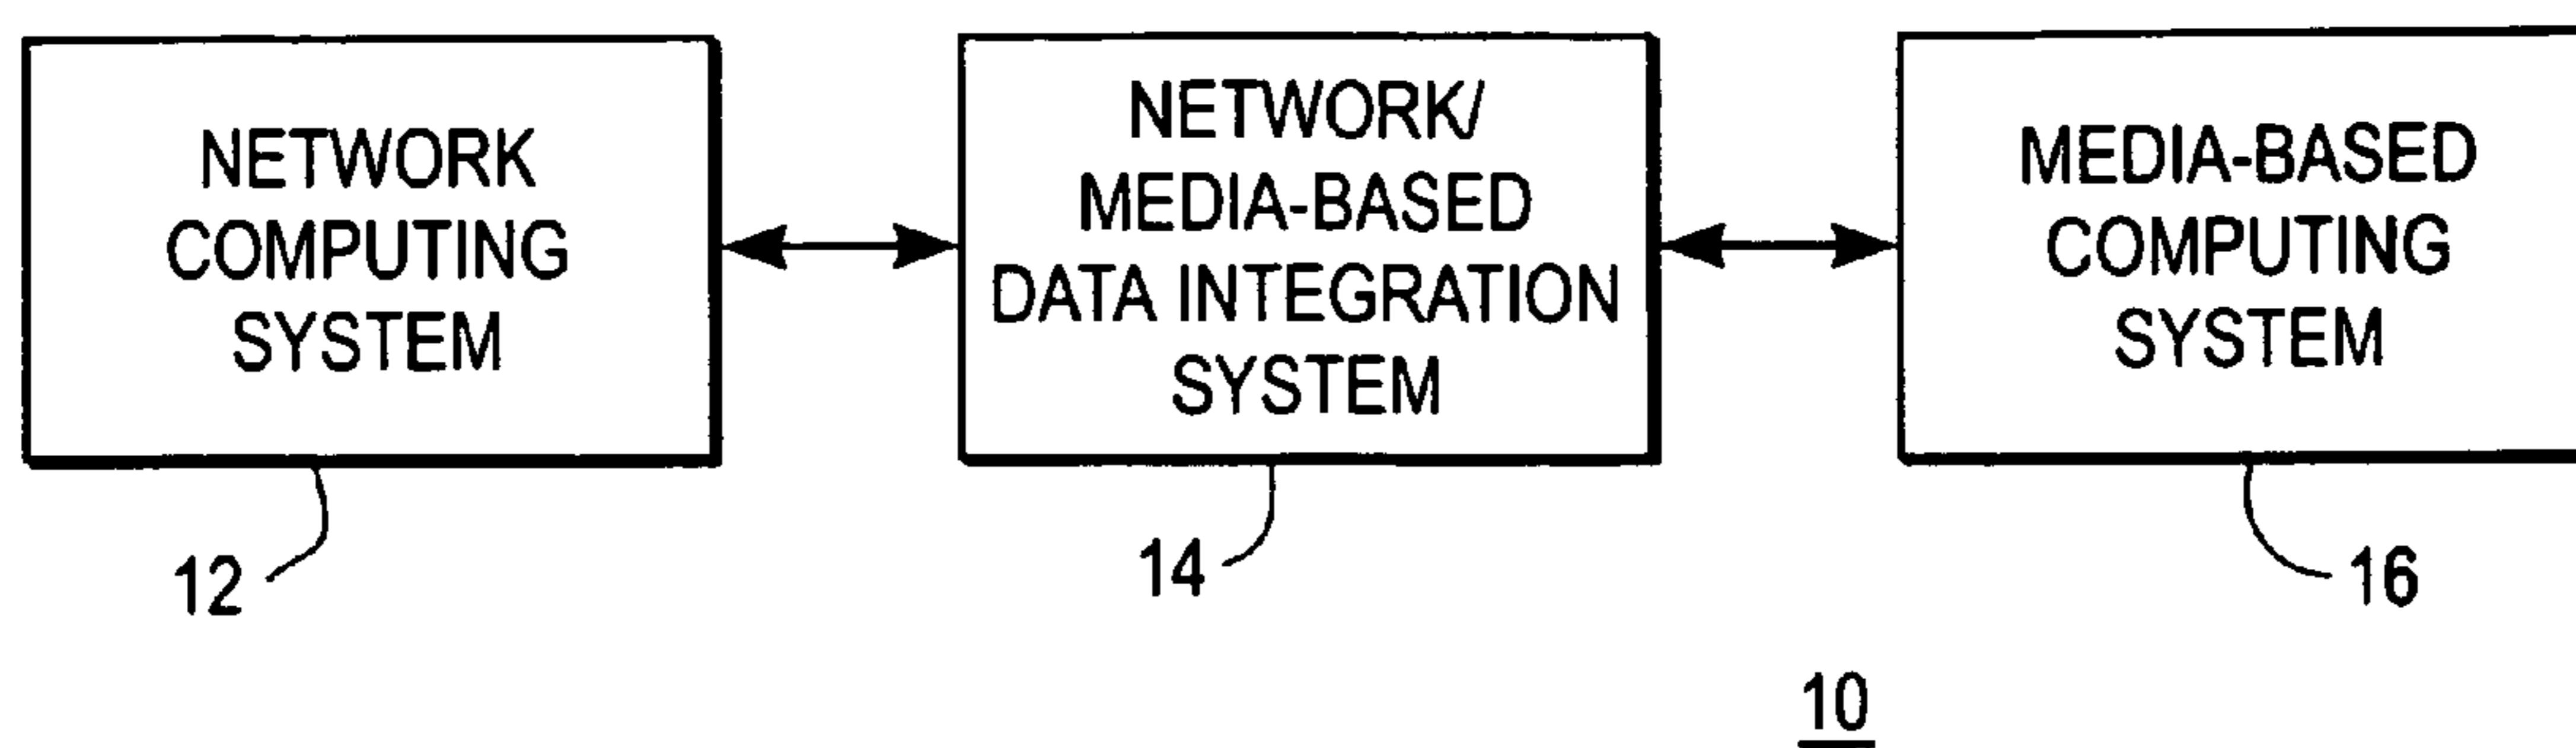 NETWORK
COMPUTING
SYSTEM
NETWORK/
MEDIA-BASED
DATA INTEGRATION
SYSTEM
MEDIA-BASED
COMPUTING
SYSTEM
12
14
16
10